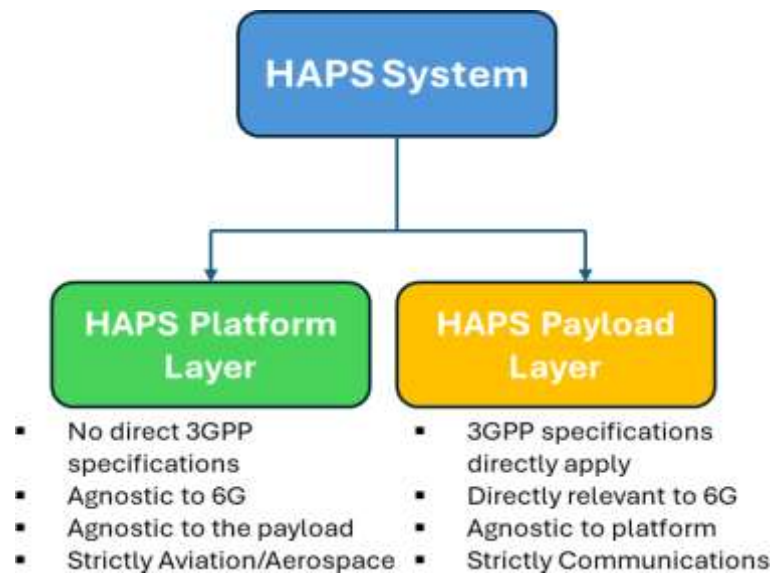 HAPS System
HAPS Platform
Layer
▪ No direct 3GPP
specifications
▪ Agnostic to 6G
▪ Agnostic to the payload
▪ Strictly Aviation/Aerospace
HAPS Payload
Layer
▪ 3GPP specifications
directly apply
▪ Directly relevant to 6G
▪ Agnostic to platform
▪ Strictly Communications